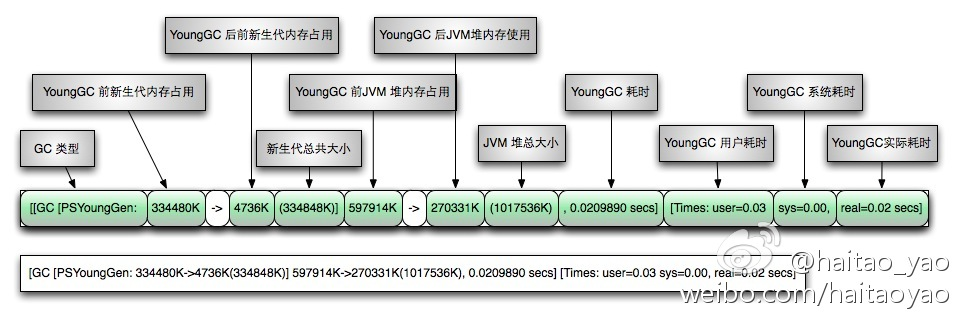 YoungGC 后前新生代内存占用
YoungGC 后JVM堆内存使用
YoungGC 前新生代内存占用
YoungGC 前JVM 堆内存占用
YoungGC 耗时
YoungGC 系统耗时
GC 类型
新生代总共大小
JVM 堆总大小
YoungGC 用户耗时
YoungGC实际耗时
[[GC [PSYoungGen: 334480K -> 4736K (334848K)] 597914K -> 270331K (1017536K) , 0.0209890 secs] [Times: user=0.03 sys=0.00, real=0.02 secs]
[GC [PSYoungGen: 334480K->4736K(334848K)] 597914K->270331K(1017536K), 0.0209890 secs] [Times: user=0.03 sys=0.00, real=0.02 secs]
@haitao_yao
weibo.com/haitaoyao